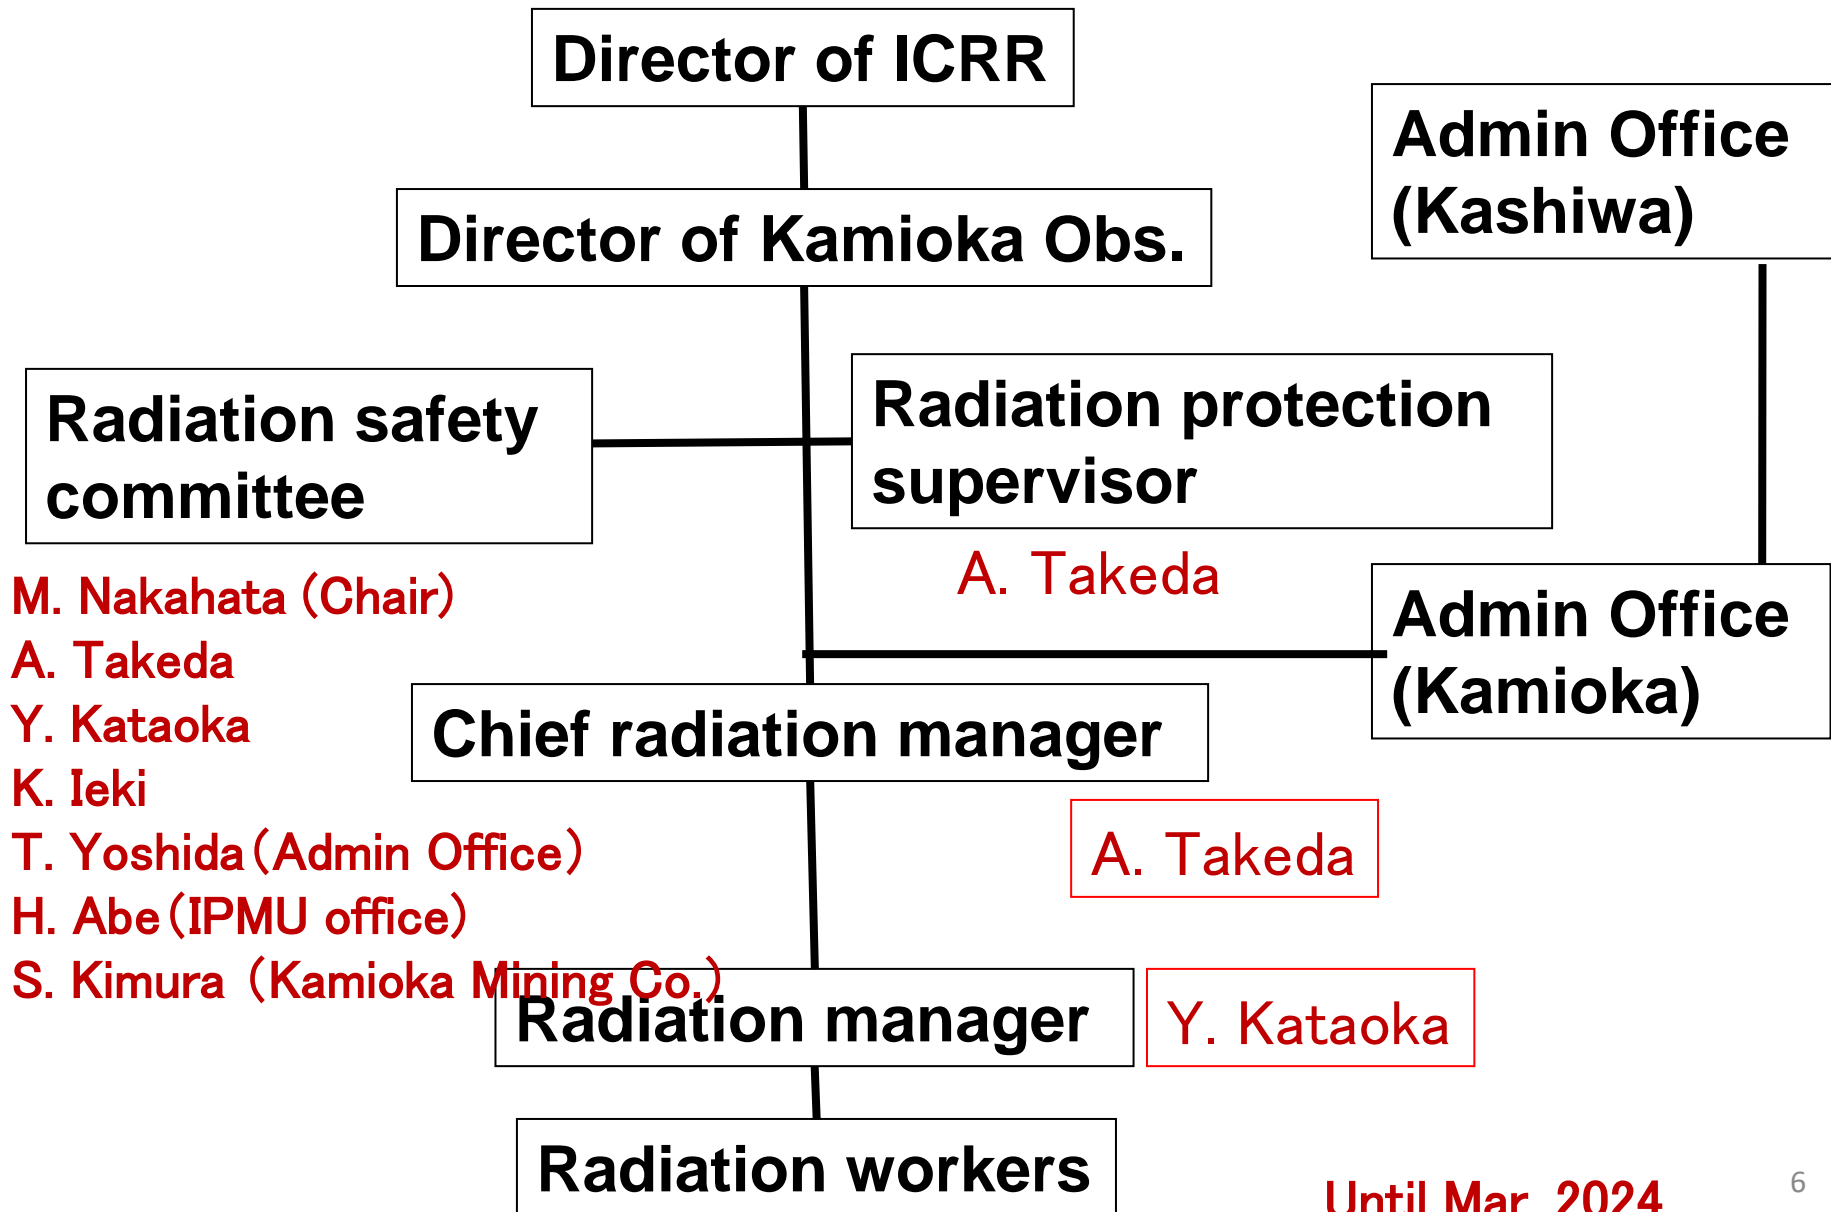 Director of ICRR
Admin Office
(Kashiwa)
Director of Kamioka Obs.
Radiation safety
committee
Radiation protection
supervisor
A. Takeda
M. Nakahata (Chair)
A. Takeda
Y. Kataoka
K. Ieki
T. Yoshida(Admin Office)
H. Abe(IPMU office)
S. Kimura (Kamioka Mining Co.)
Admin Office
(Kamioka)
Chief radiation manager
A. Takeda
Radiation manager
Y. Kataoka
Radiation workers
Until Mar. 2024
6